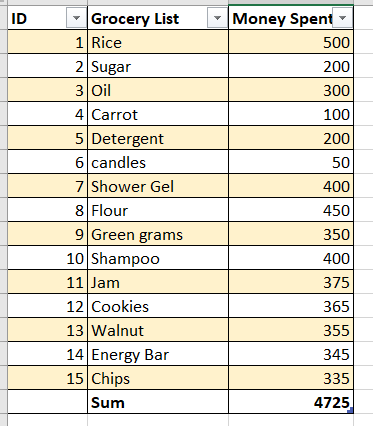 ID Grocery List Money Spent
1 Rice 500
2 Sugar 200
3 Oil 300
4 Carrot 100
5 Detergent 200
6 candles 50
7 Shower Gel 400
8 Flour 450
9 Green grams 350
10 Shampoo 400
11 Jam 375
12 Cookies 365
13 Walnut 355
14 Energy Bar 345
15 Chips 335
Sum 4725